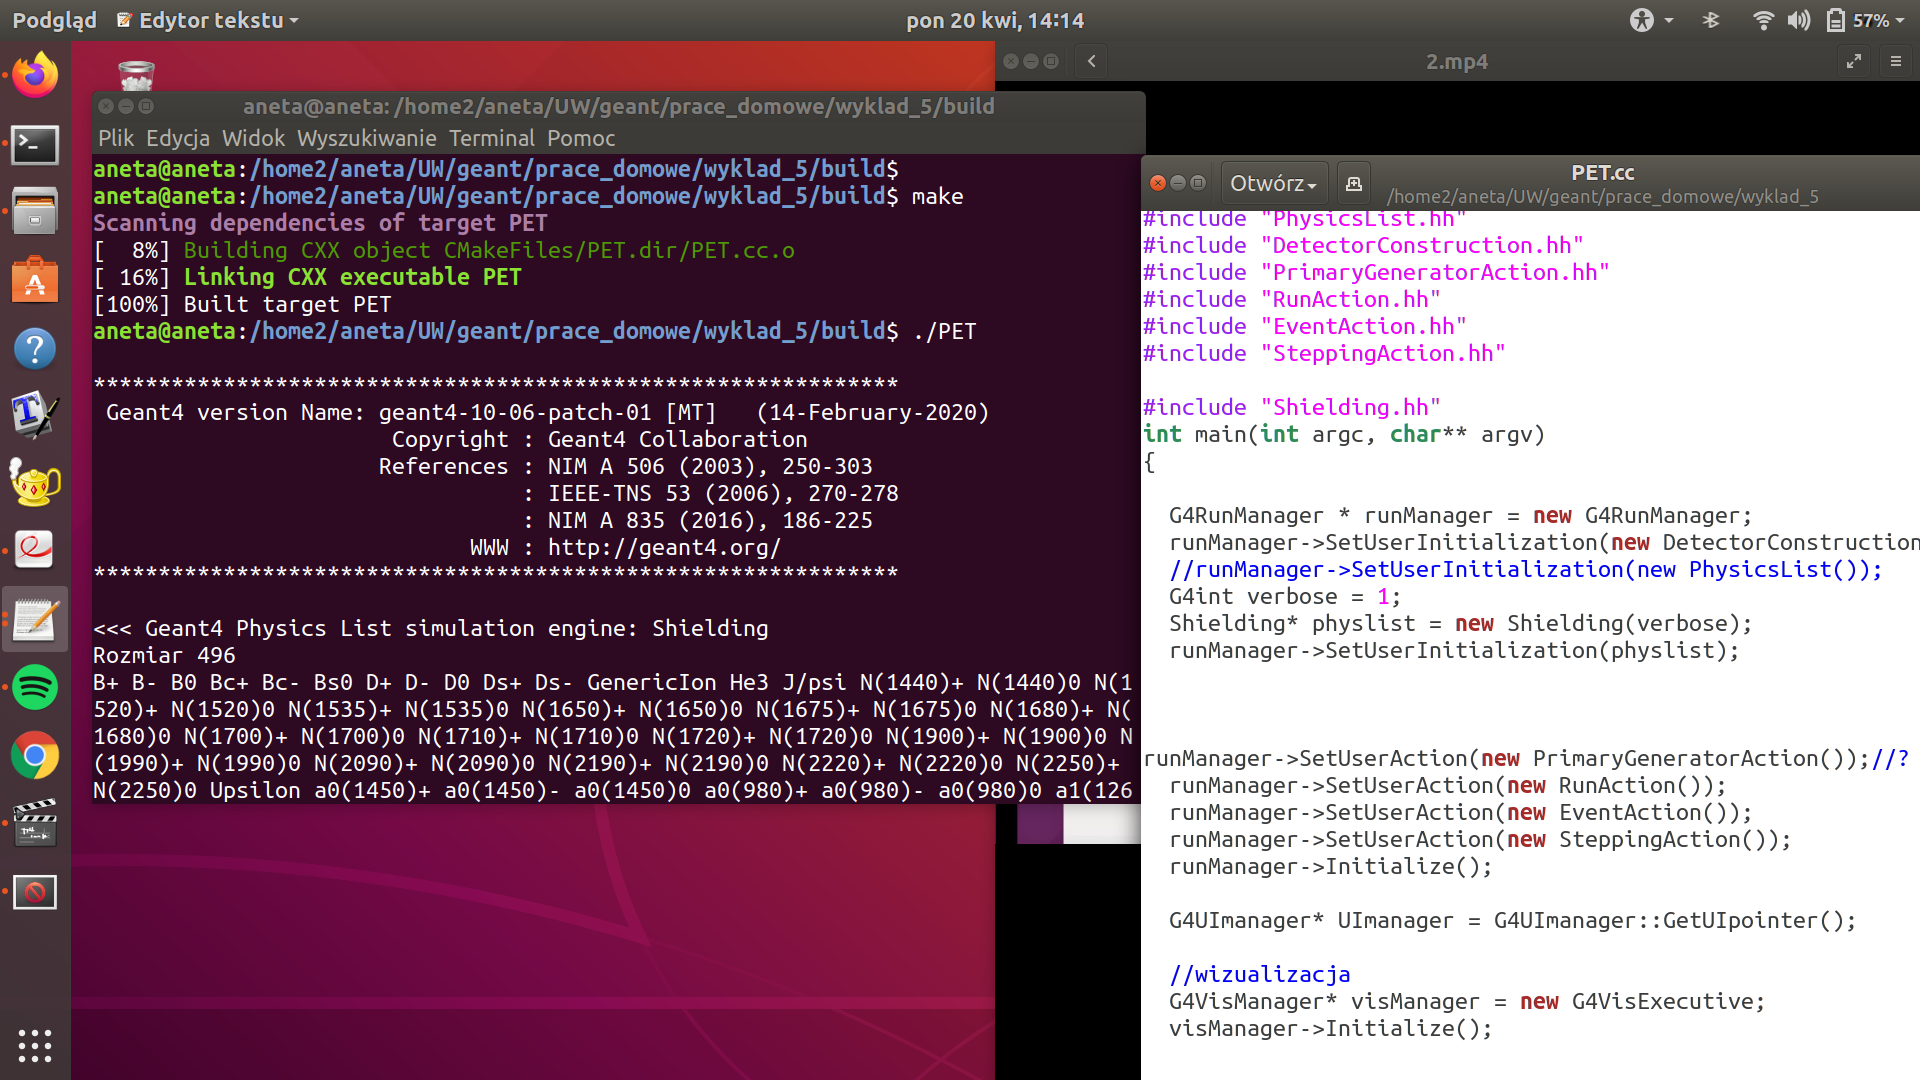 Podgląd Edytor tekstu pon 20 kwi, 14:14 57%
2.mp4
aneta@aneta: /home2/aneta/UW/geant/prace_domowe/wyklad_5/build
Plik Edycja Widok Wyszukiwanie Terminal Pomoc
aneta@aneta:/home2/aneta/UW/geant/prace_domowe/wyklad_5/build$
aneta@aneta:/home2/aneta/UW/geant/prace_domowe/wyklad_5/build$ make
Scanning dependencies of target PET
[  8%] Building CXX object CMakeFiles/PET.dir/PET.cc.o
[ 16%] Linking CXX executable PET
[100%] Built target PET
aneta@aneta:/home2/aneta/UW/geant/prace_domowe/wyklad_5/build$ ./PET
**************************************************************
Geant4 version Name: geant4-10-06-patch-01 [MT]   (14-February-2020)
Copyright : Geant4 Collaboration
References : NIM A 506 (2003), 250-303
: IEEE-TNS 53 (2006), 270-278
: NIM A 835 (2016), 186-225
WWW : http://geant4.org/
**************************************************************
<<< Geant4 Physics List simulation engine: Shielding
Rozmiar 496
B+ B- B0 Bc+ Bc- Bs0 D+ D- D0 Ds+ Ds- GenericIon He3 J/psi N(1440)+ N(1440)0 N(1
520)+ N(1520)0 N(1535)+ N(1535)0 N(1650)+ N(1650)0 N(1675)+ N(1675)0 N(1680)+ N(
1680)0 N(1700)+ N(1700)0 N(1710)+ N(1710)0 N(1720)+ N(1720)0 N(1900)+ N(1900)0 N
(1990)+ N(1990)0 N(2090)+ N(2090)0 N(2190)+ N(2190)0 N(2220)+ N(2220)0 N(2250)+
N(2250)0 Upsilon a0(1450)+ a0(1450)- a0(1450)0 a0(980)+ a0(980)- a0(980)0 a1(126
Otwórz
PET.cc
/home2/aneta/UW/geant/prace_domowe/wyklad_5
#include "PhysicsList.hh"
#include "DetectorConstruction.hh"
#include "PrimaryGeneratorAction.hh"
#include "RunAction.hh"
#include "EventAction.hh"
#include "SteppingAction.hh"
#include "Shielding.hh"
int main(int argc, char** argv)
{
G4RunManager * runManager = new G4RunManager;
runManager->SetUserInitialization(new DetectorConstruction
//runManager->SetUserInitialization(new PhysicsList());
G4int verbose = 1;
Shielding* physlist = new Shielding(verbose);
runManager->SetUserInitialization(physlist);
runManager->SetUserAction(new PrimaryGeneratorAction());//?
runManager->SetUserAction(new RunAction());
runManager->SetUserAction(new EventAction());
runManager->SetUserAction(new SteppingAction());
runManager->Initialize();
G4UImanager* UImanager = G4UImanager::GetUIpointer();
//wizualizacja
G4VisManager* visManager = new G4VisExecutive;
visManager->Initialize();